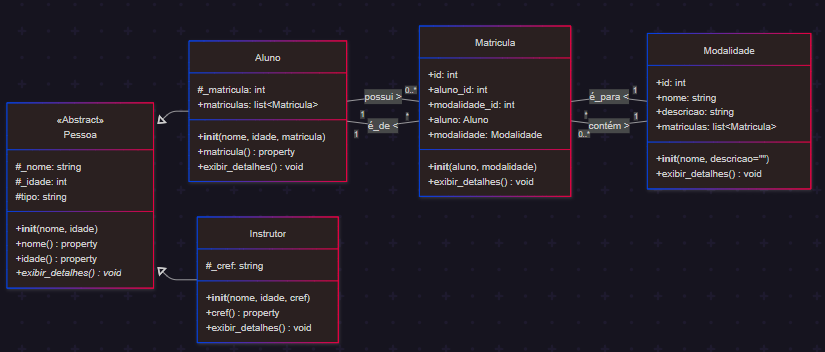 «Abstract»
Pessoa
#_nome: string
#_idade: int
#tipo: string
+init(nome, idade)
+nome() : property
+idade() : property
+exibir_detalhes() : void
Aluno
#_matricula: int
+matriculas: list<Matricula>
+init(nome, idade, matricula)
+matricula() : property
+exibir_detalhes() : void
Instrutor
#_cref: string
+init(nome, idade, cref)
+cref() : property
+exibir_detalhes() : void
possui >
0..*
1
é_de <
*
1
Matricula
+id: int
+aluno_id: int
+modalidade_id: int
+aluno: Aluno
+modalidade: Modalidade
+init(aluno, modalidade)
+exibir_detalhes() : void
é_para <
1
*
contém >
1
0..*
Modalidade
+id: int
+nome: string
+descricao: string
+matriculas: list<Matricula>
+init(nome, descricao="")
+exibir_detalhes() : void